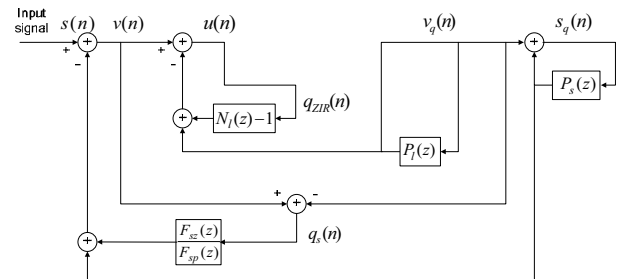 Input
signal
s(n)
v(n)
u(n)
v_q(n)
s_q(n)
+
+
+
-
-
+
+
P_s(z)
q_ZIR(n)
N_l(z)-1
+
P_l(z)
+
+
-
F_sz(z)
F_sp(z)
q_s(n)
+